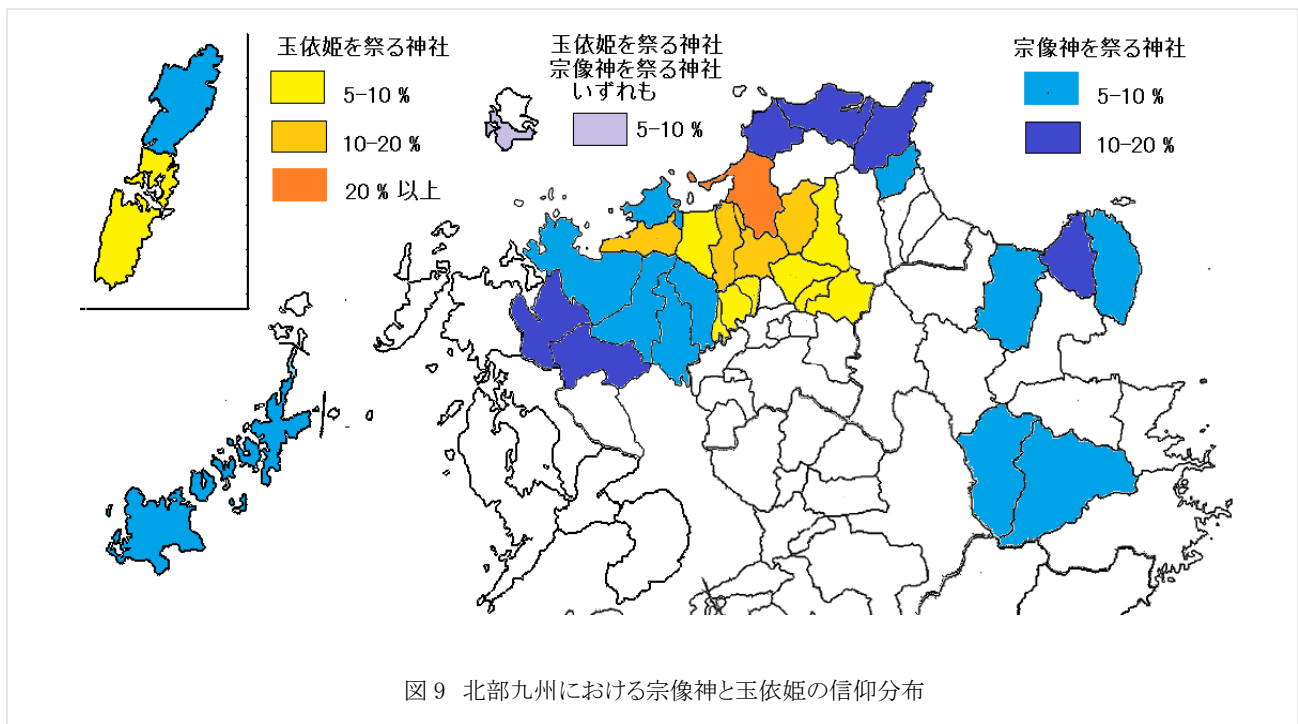 玉依姫を祭る神社
5-10 %
10-20 %
20 % 以上
玉依姫を祭る神社
宗像神を祭る神社
いずれも
5-10 %
宗像神を祭る神社
5-10 %
10-20 %
図 9 北部九州における宗像神と玉依姫の信仰分布